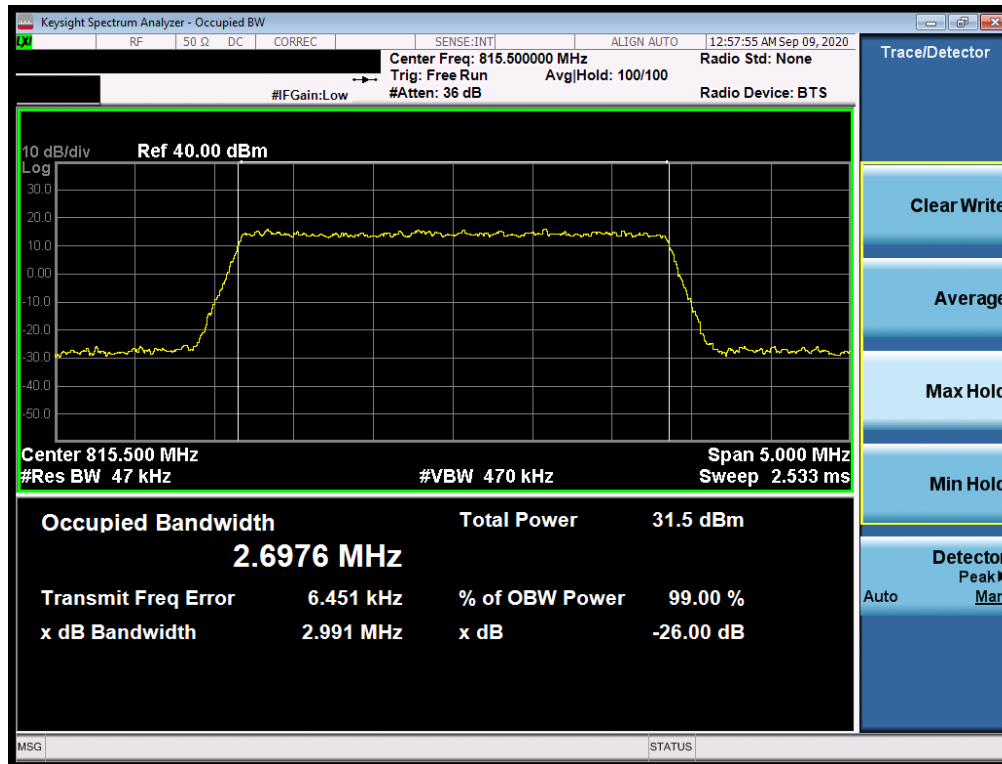 Keysight Spectrum Analyzer - Occupied BW
LXI RF 50 Ω DC CORREC SENSE:INT ALIGN AUTO 12:57:55 AM Sep 09, 2020
Center Freq: 815.500000 MHz Radio Std: None
Trig: Free Run Avg|Hold: 100/100
#IFGain:Low #Atten: 36 dB Radio Device: BTS
10 dB/div Ref 40.00 dBm
Log
30.0
20.0
10.0
0.00
-10.0
-20.0
-30.0
-40.0
-50.0
Center 815.500 MHz Span 5.000 MHz
#Res BW 47 kHz #VBW 470 kHz Sweep 2.533 ms
Occupied Bandwidth Total Power 31.5 dBm
2.6976 MHz
Transmit Freq Error 6.451 kHz % of OBW Power 99.00 %
x dB Bandwidth 2.991 MHz x dB -26.00 dB
MSG STATUS
Trace/Detector
Clear Write
Average
Max Hold
Min Hold
Detector
Peak
Auto Man